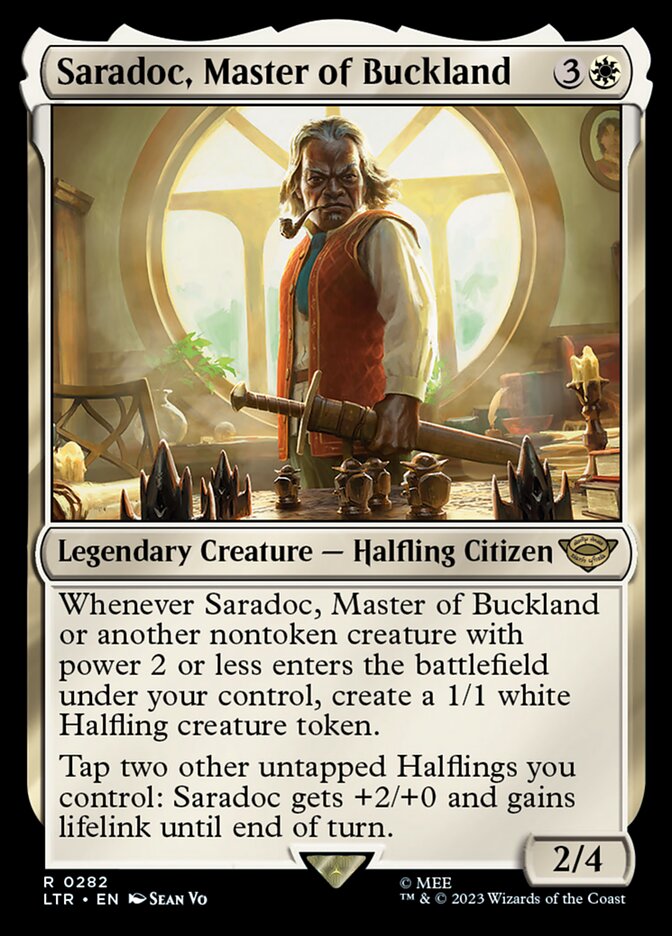 Saradoc, Master of Buckland 3
Legendary Creature — Halfling Citizen
Whenever Saradoc, Master of Buckland
or another nontoken creature with
power 2 or less enters the battlefield
under your control, create a 1/1 white
Halfling creature token.
Tap two other untapped Halflings you
control: Saradoc gets +2/+0 and gains
lifelink until end of turn.
2/4
R 0282
LTR • EN Sean Vo
© MEE
™ & © 2023 Wizards of the Coast